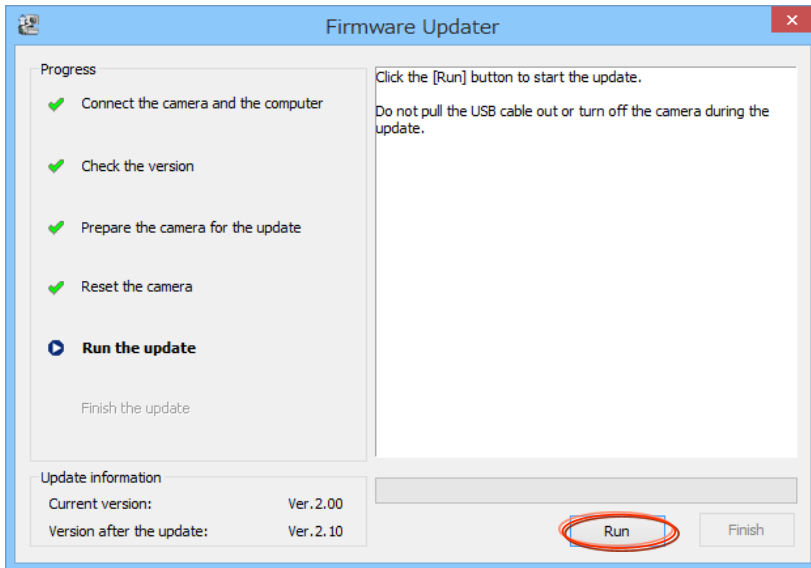 Firmware Updater
Progress
Connect the camera and the computer
Check the version
Prepare the camera for the update
Reset the camera
Run the update
Finish the update
Click the [Run] button to start the update.
Do not pull the USB cable out or turn off the camera during the
update.
Update information
Current version: Ver.2.00
Version after the update: Ver.2.10
Run Finish